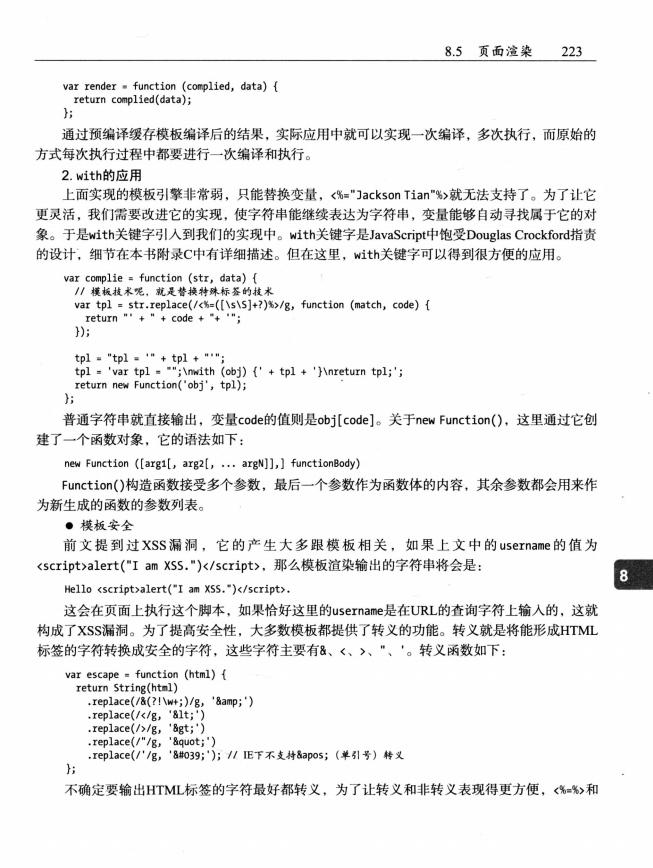 8.5 页面渲染 223
var render = function (complied, data) {
return complied(data);
};
通过预编译缓存模板编译后的结果，实际应用中就可以实现一次编译，多次执行，而原始的
方式每次执行过程中都要进行一次编译和执行。
2. with的应用
上面实现的模板引擎非常弱，只能替换变量，<%="Jackson Tian"%>就无法支持了。为了让它
更灵活，我们需要改进它的实现，使字符串能继续表达为字符串，变量能够自动寻找属于它的对
象。于是with关键字引入到我们的实现中。with关键字是JavaScript中饱受Douglas Crockford指责
的设计，细节在本书附录C中有详细描述。但在这里，with关键字可以得到很方便的应用。
var complie = function (str, data) {
// 模板技术呢，就是替换特殊标签的技术
var tpl = str.replace(/<%=([\s\S]+?)%>/g, function (match, code) {
return "' + " + code + "+ '";
});
tpl = "tpl = '" + tpl + "'";
tpl = 'var tpl = "";\nwith (obj) {' + tpl + '}\nreturn tpl;';
return new Function('obj', tpl);
};
普通字符串就直接输出，变量code的值则是obj[code]。关于new Function()，这里通过它创
建了一个函数对象，它的语法如下：
new Function ([arg1[, arg2[, ... argN]],] functionBody)
Function()构造函数接受多个参数，最后一个参数作为函数体的内容，其余参数都会用来作
为新生成的函数的参数列表。
● 模板安全
前文提到过XSS漏洞，它的产生大多跟模板相关，如果上文中的username的值为
<script>alert("I am XSS.")</script>，那么模板渲染输出的字符串将会是：
Hello <script>alert("I am XSS.")</script>.
8
这会在页面上执行这个脚本，如果恰好这里的username是在URL的查询字符上输入的，这就
构成了XSS漏洞。为了提高安全性，大多数模板都提供了转义的功能。转义就是将能形成HTML
标签的字符转换成安全的字符，这些字符主要有&、<、>、"、'。转义函数如下：
var escape = function (html) {
return String(html)
.replace(/&(?!\w+;)/g, '&amp;')
.replace(/</g, '&lt;')
.replace(/>/g, '&gt;')
.replace(/"/g, '&quot;')
.replace(/'/g, '&#039;'); // IE下不支持&apos; (单引号) 转义
};
不确定要输出HTML标签的字符最好都转义，为了让转义和非转义表现得更方便，<%=%>和